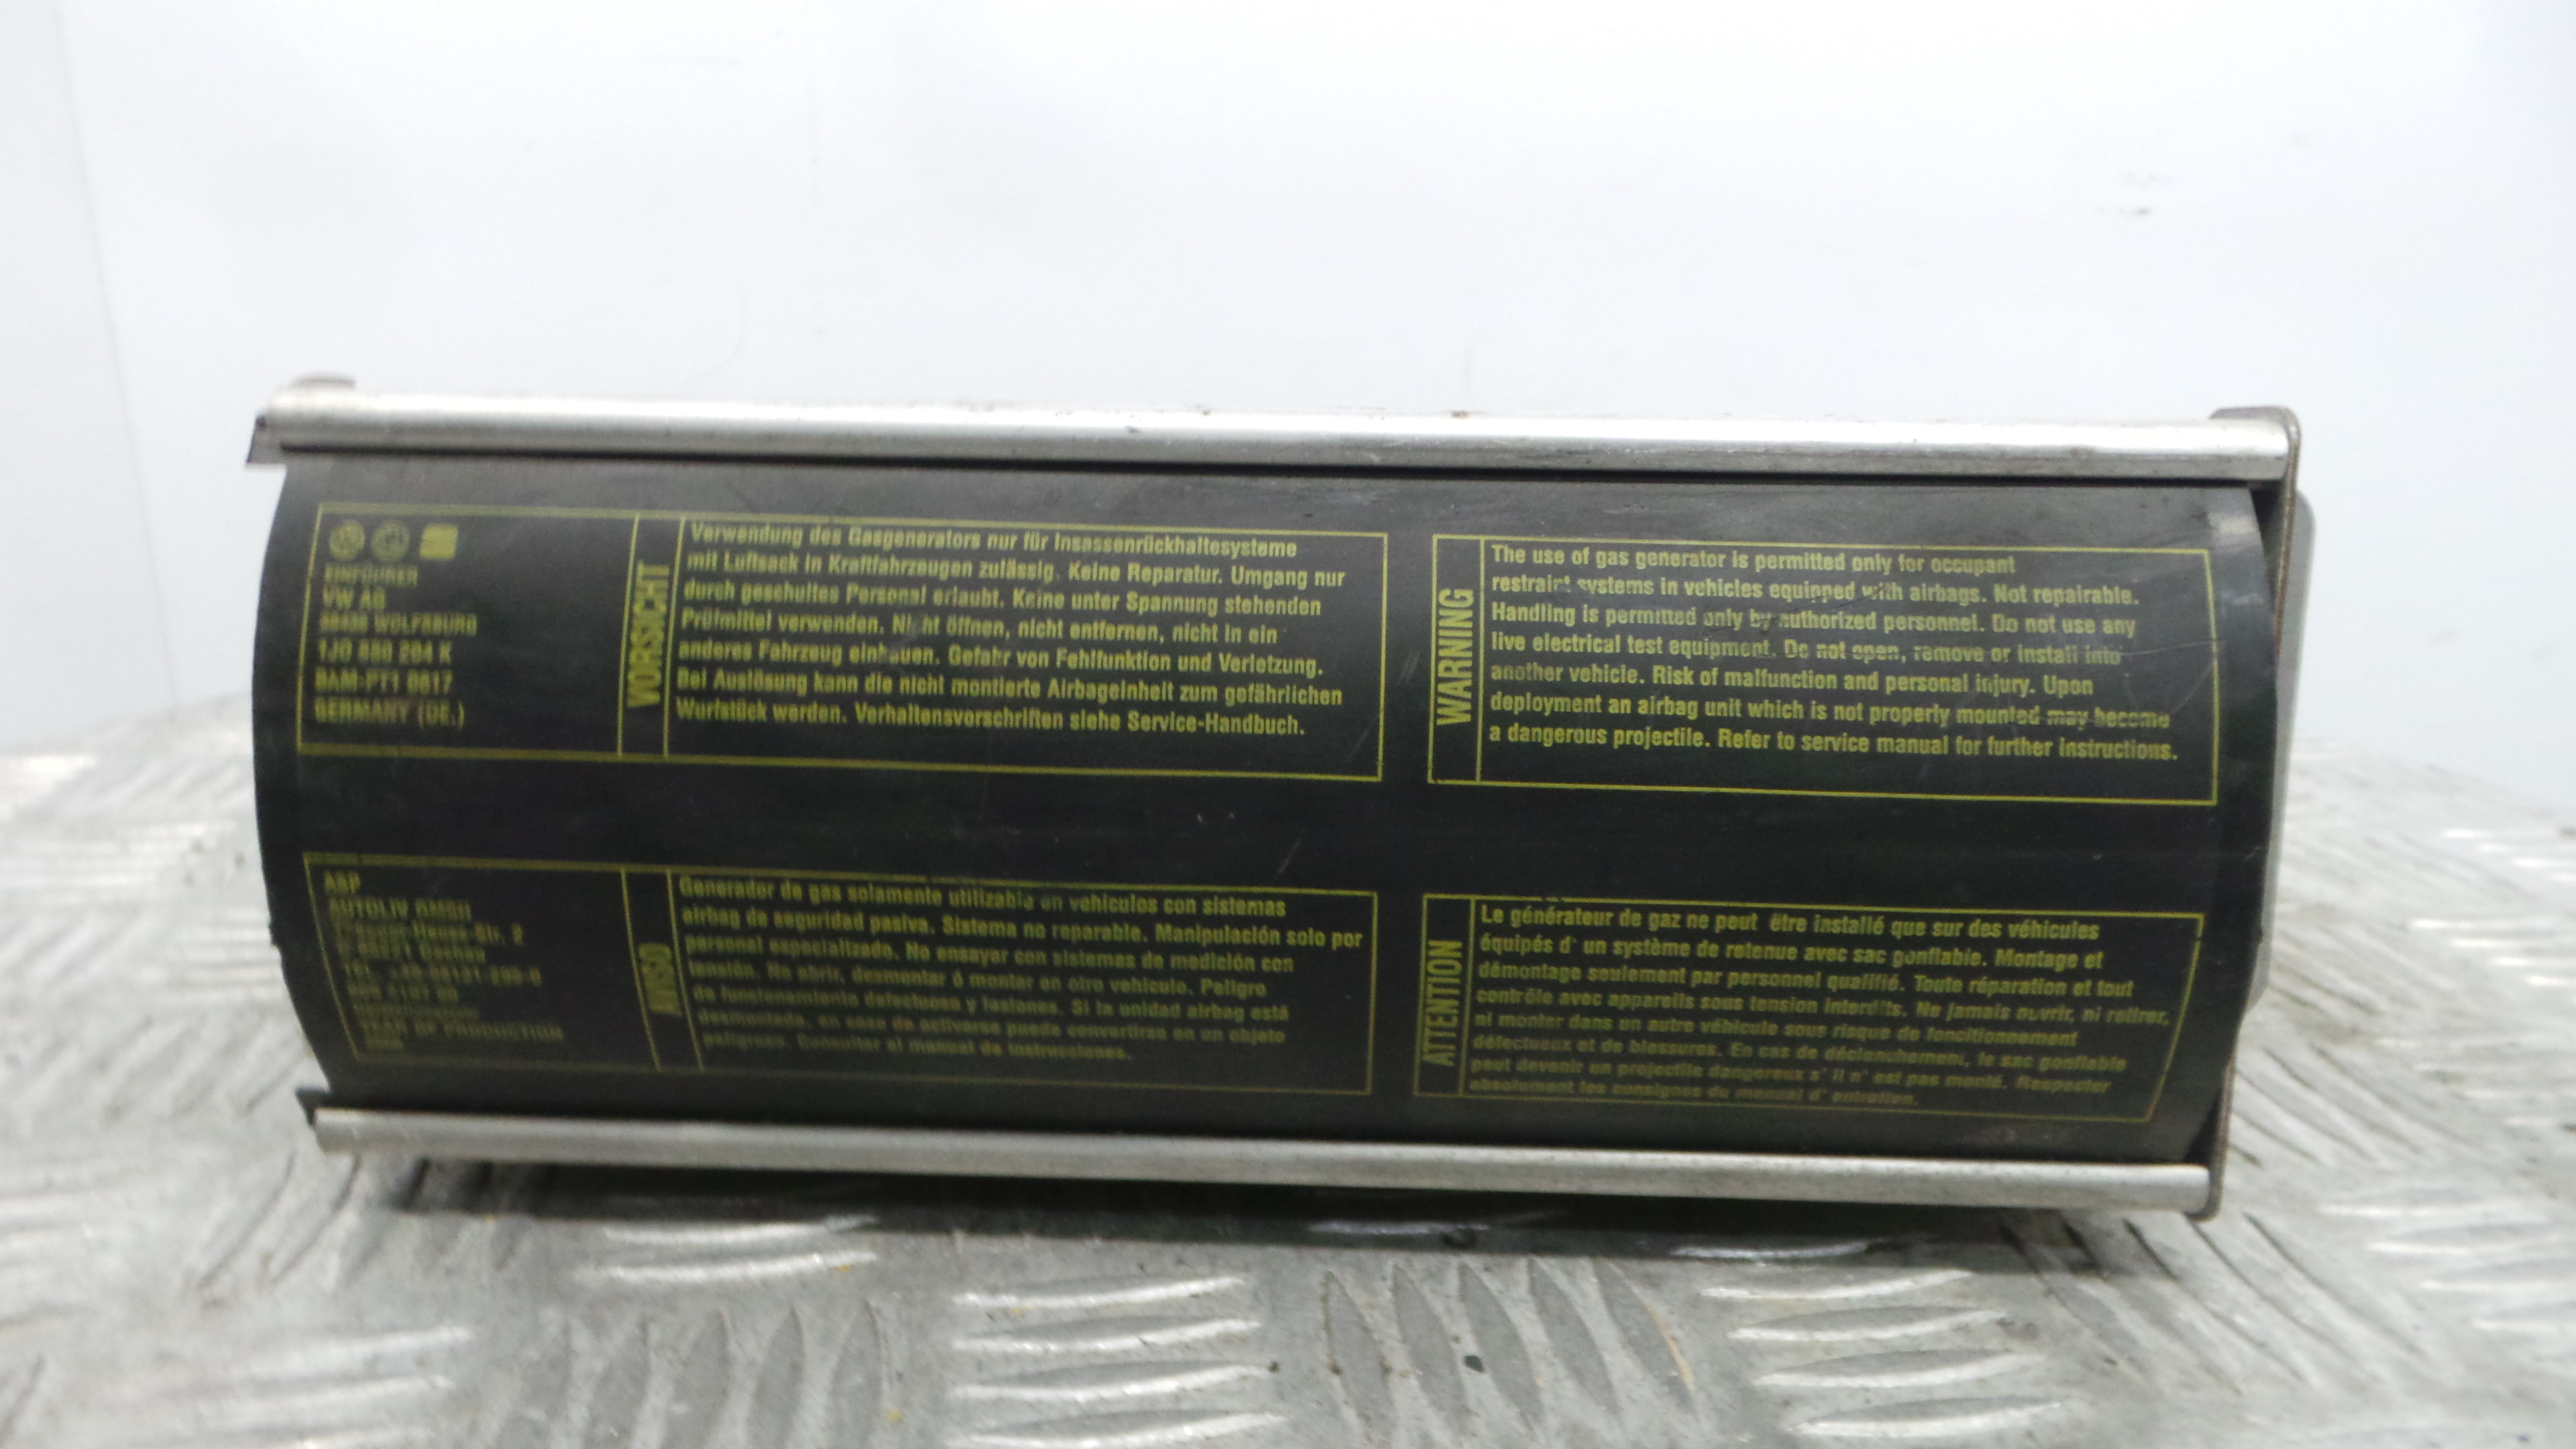 EINFÜHRER
VW AG
WOLFSBURG
1J0 880 204 K
BAM-PT1 0617
GERMANY (DE.)
VORSICHT
Verwendung des Gasgenerators nur für Insassenrückhaltesysteme
mit Luftsack in Kraftfahrzeugen zulässig. Keine Reparatur. Umgang nur
durch geschultes Personal erlaubt. Keine unter Spannung stehenden
Prüfmittel verwenden. Nicht öffnen, nicht entfernen, nicht in ein
anderes Fahrzeug einbauen. Gefahr von Fehlfunktion und Verletzung.
Bei Auslösung kann die nicht montierte Airbageinheit zum gefährlichen
Wurfstück werden. Verhaltensvorschriften siehe Service-Handbuch.
WARNING
The use of gas generator is permitted only for occupant
restraint systems in vehicles equipped with airbags. Not repairable.
Handling is permitted only by authorized personnel. Do not use any
live electrical test equipment. Do not open, remove or install into
another vehicle. Risk of malfunction and personal injury. Upon
deployment an airbag unit which is not properly mounted may become
a dangerous projectile. Refer to service manual for further instructions.
ASP
AUTOLIV GMBH
Str. 2
Dachau
TEL.
YEAR OF PRODUCTION
AVISO
Generador de gas solamente utilizable en vehiculos con sistemas
airbag de seguridad pasiva. Sistema no reparable. Manipulación solo por
personal especializado. No ensayar con sistemas de medición con
tensión. No abrir, desmontar ó montar en otro vehiculo. Peligro
de funcionamiento defectuoso y lesiones. Si la unidad airbag está
desmontada, en caso de activarse puede convertirse en un objeto
peligroso. Consultar el manual de instrucciones.
ATTENTION
Le générateur de gaz ne peut être installé que sur des véhicules
équipés d' un système de retenue avec sac gonflable. Montage et
démontage seulement par personnel qualifié. Toute réparation et tout
contrôle avec appareils sous tension interdits. Ne jamais ouvrir, ni retirer,
ni monter dans un autre véhicule sous risque de fonctionnement
défectueux et de blessures. En cas de déclenchement, le sac gonflable
peut devenir un projectile dangereux s' il n' est pas monté. Respecter
absolument les consignes du manuel d' entretien.